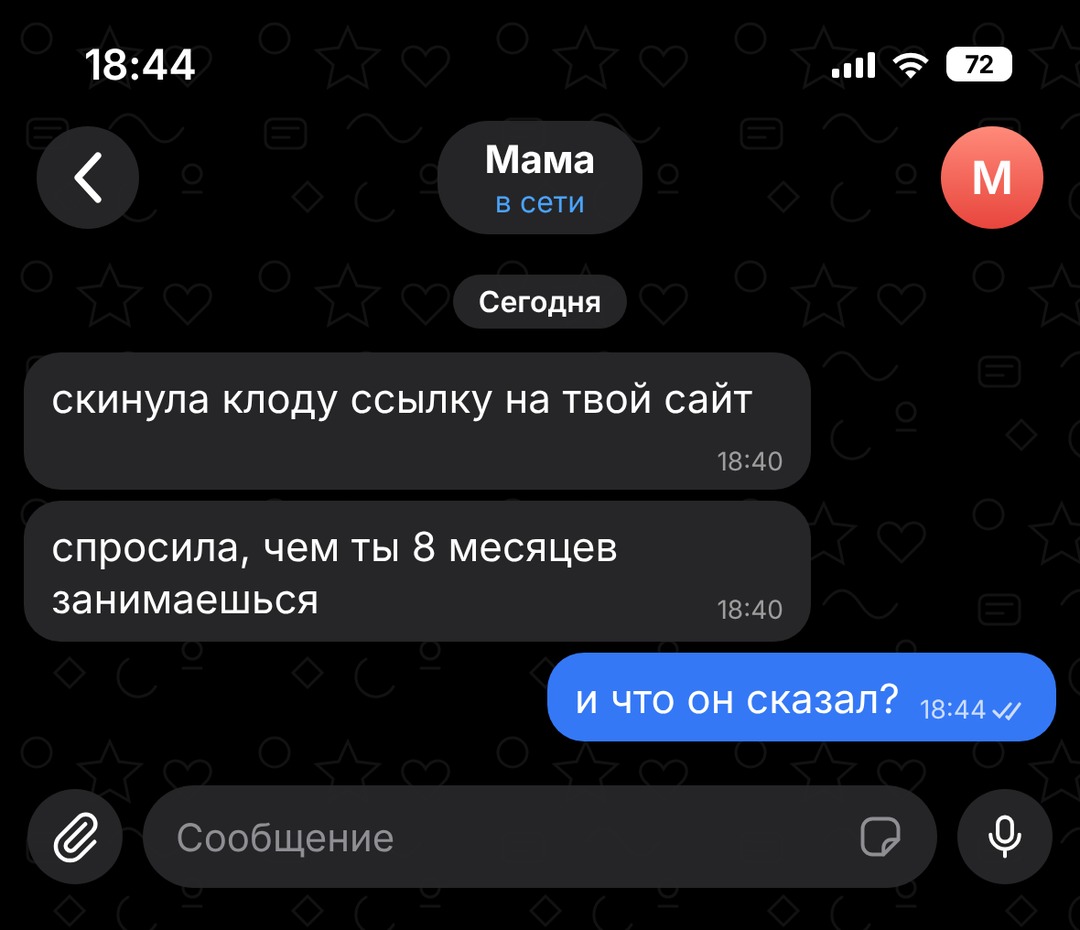 18:44
72
Мама
в сети
М
Сегодня
скинула клоду ссылку на твой сайт
18:40
спросила, чем ты 8 месяцев
занимаешься
18:40
и что он сказал?
18:44
Сообщение